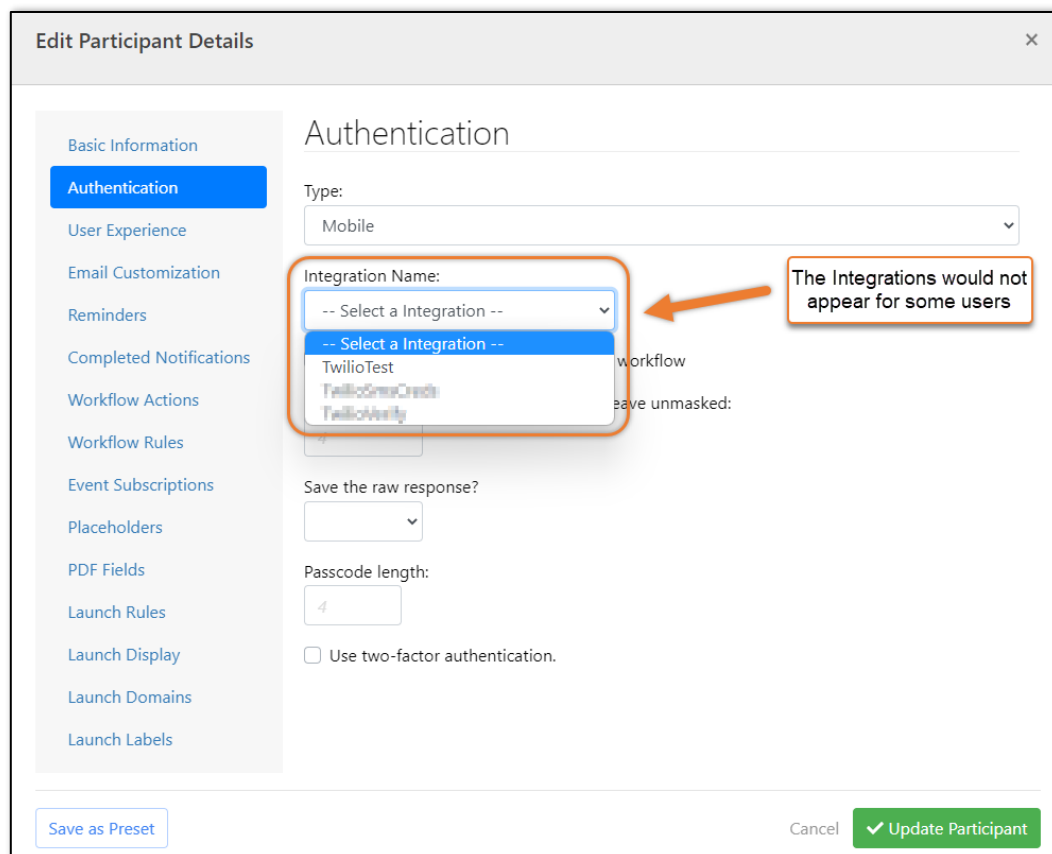 Edit Participant Details
×
Basic Information
Authentication
User Experience
Email Customization
Reminders
Completed Notifications
Workflow Actions
Workflow Rules
Event Subscriptions
Placeholders
PDF Fields
Launch Rules
Launch Display
Launch Domains
Launch Labels
Authentication
Type:
Mobile
Integration Name:
-- Select a Integration --
-- Select a Integration --
TwilioTest
The Integrations would not
appear for some users
workflow
eave unmasked:
4
Save the raw response?
Passcode length:
4
Use two-factor authentication.
Save as Preset
Cancel
Update Participant